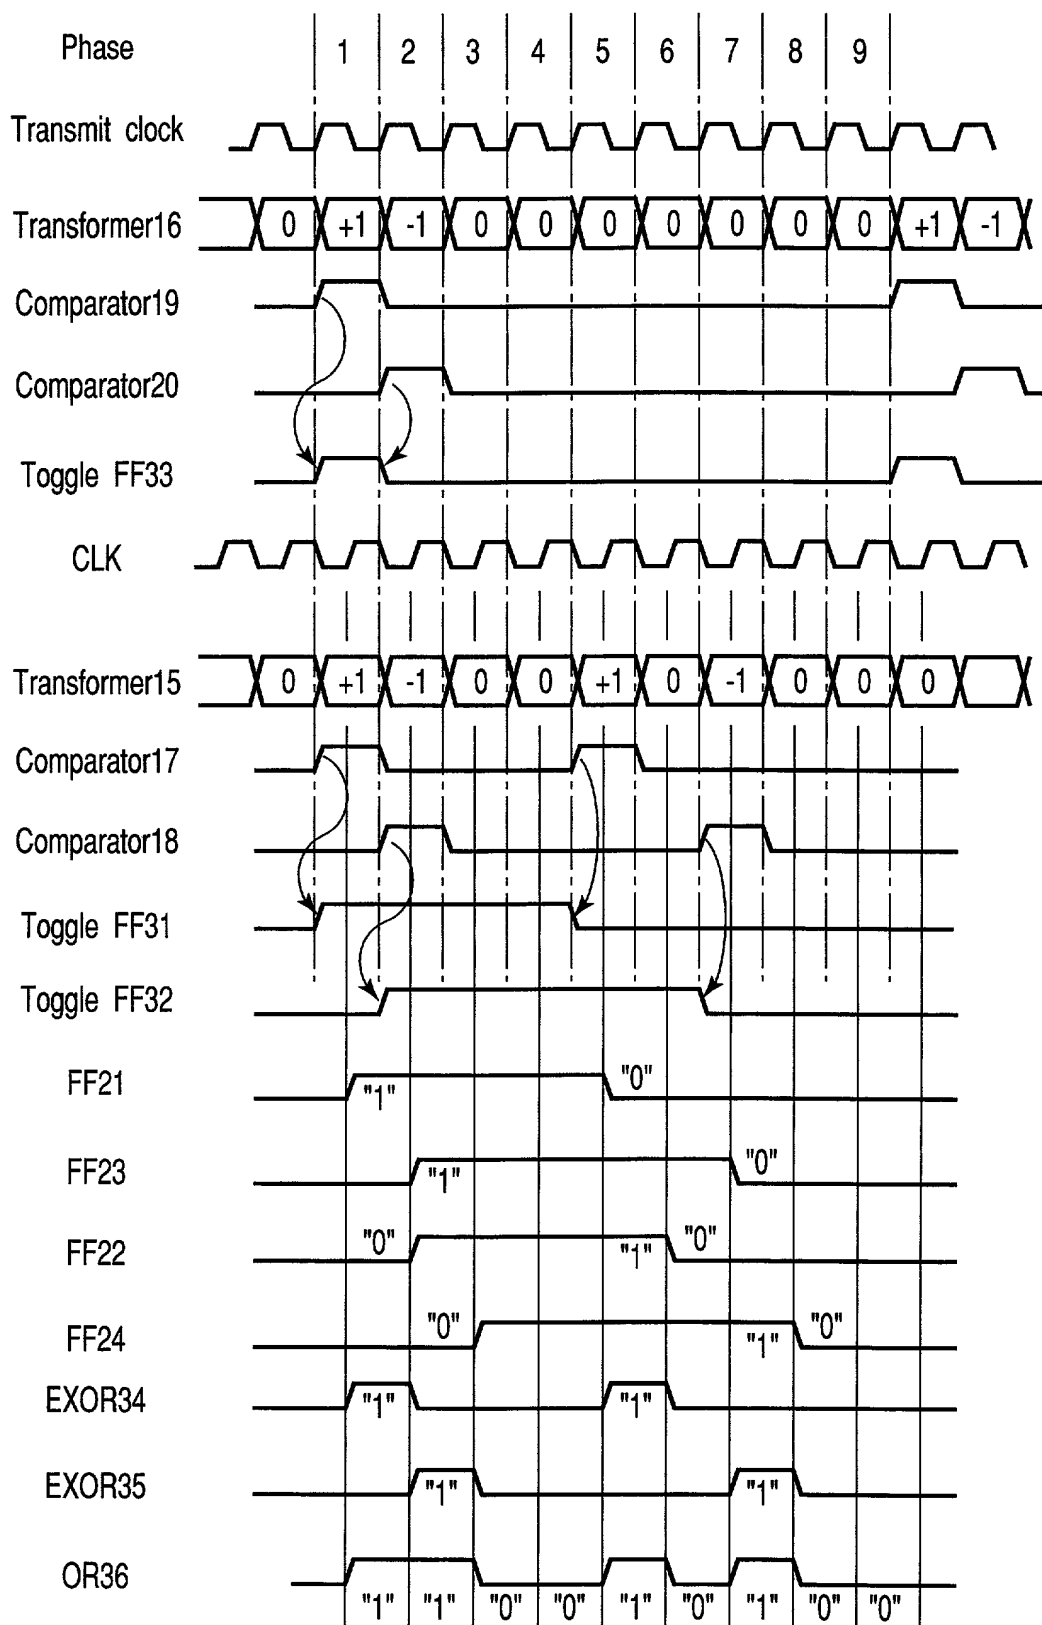 Phase 1 2 3 4 5 6 7 8 9
Transmit clock
Transformer16 0 +1 -1 0 0 0 0 0 0 0 +1 -1
Comparator19
Comparator20
Toggle FF33
CLK
Transformer15 0 +1 -1 0 0 +1 0 -1 0 0 0
Comparator17
Comparator18
Toggle FF31
Toggle FF32
FF21 "1" "0"
FF23 "1" "0"
FF22 "0" "1" "0"
FF24 "0" "1" "0"
EXOR34 "1" "1"
EXOR35 "1" "1"
OR36
"1" "1" "0" "0" "1" "0" "1" "0" "0"